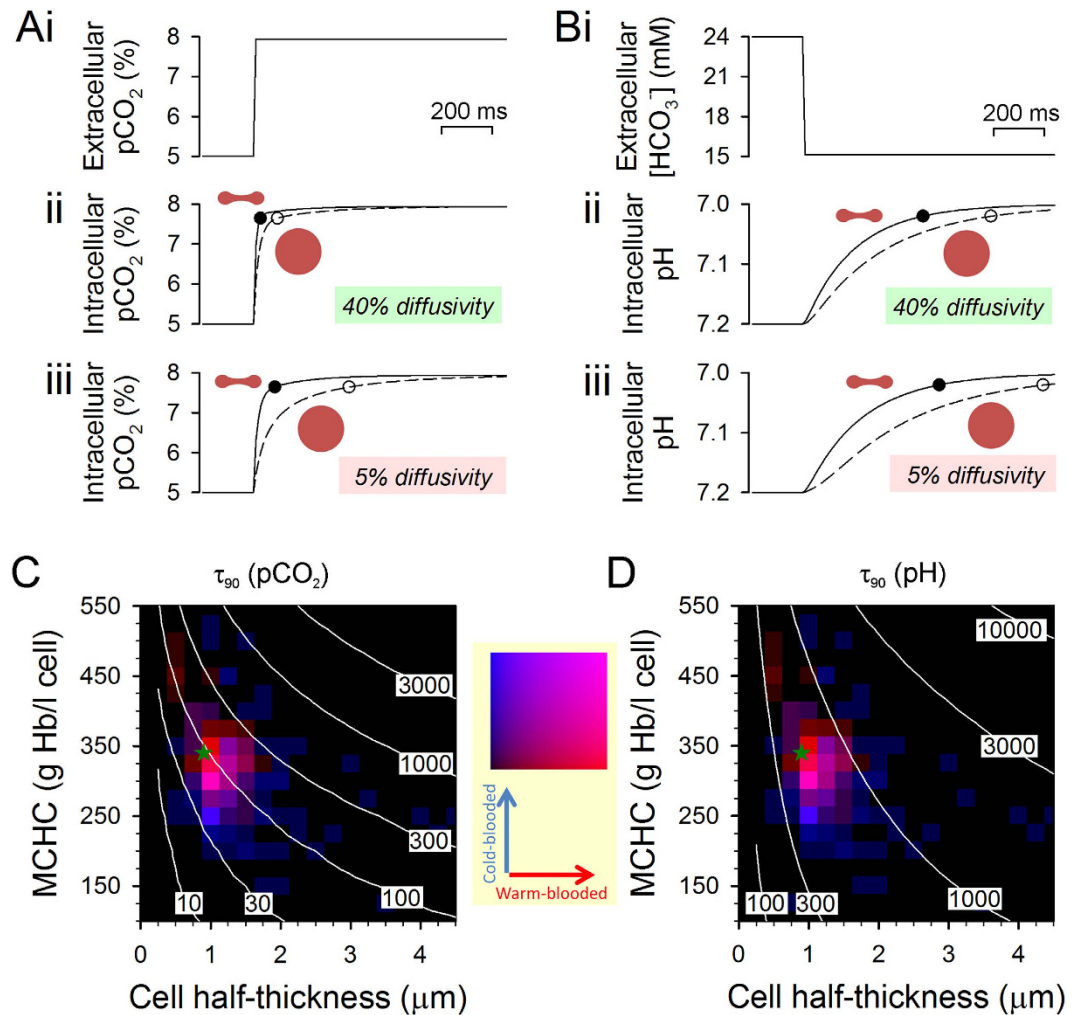 Ai
Extracellular
pCO₂ (%)
8
7
6
5
200 ms
ii
Intracellular
pCO₂ (%)
8
7
6
5
40% diffusivity
iii
Intracellular
pCO₂ (%)
8
7
6
5
5% diffusivity
Bi
Extracellular
[HCO₃⁻] (mM)
24
21
18
15
200 ms
ii
Intracellular
pH
7.0
7.1
7.2
40% diffusivity
iii
Intracellular
pH
7.0
7.1
7.2
5% diffusivity
C
τ₉₀ (pCO₂)
MCHC (g Hb/l cell)
550
450
350
250
150
3000
1000
300
100
30
10
0 1 2 3 4
Cell half-thickness (μm)
Cold-blooded
Warm-blooded
D
τ₉₀ (pH)
MCHC (g Hb/l cell)
550
450
350
250
150
10000
3000
1000
300
100
0 1 2 3 4
Cell half-thickness (μm)